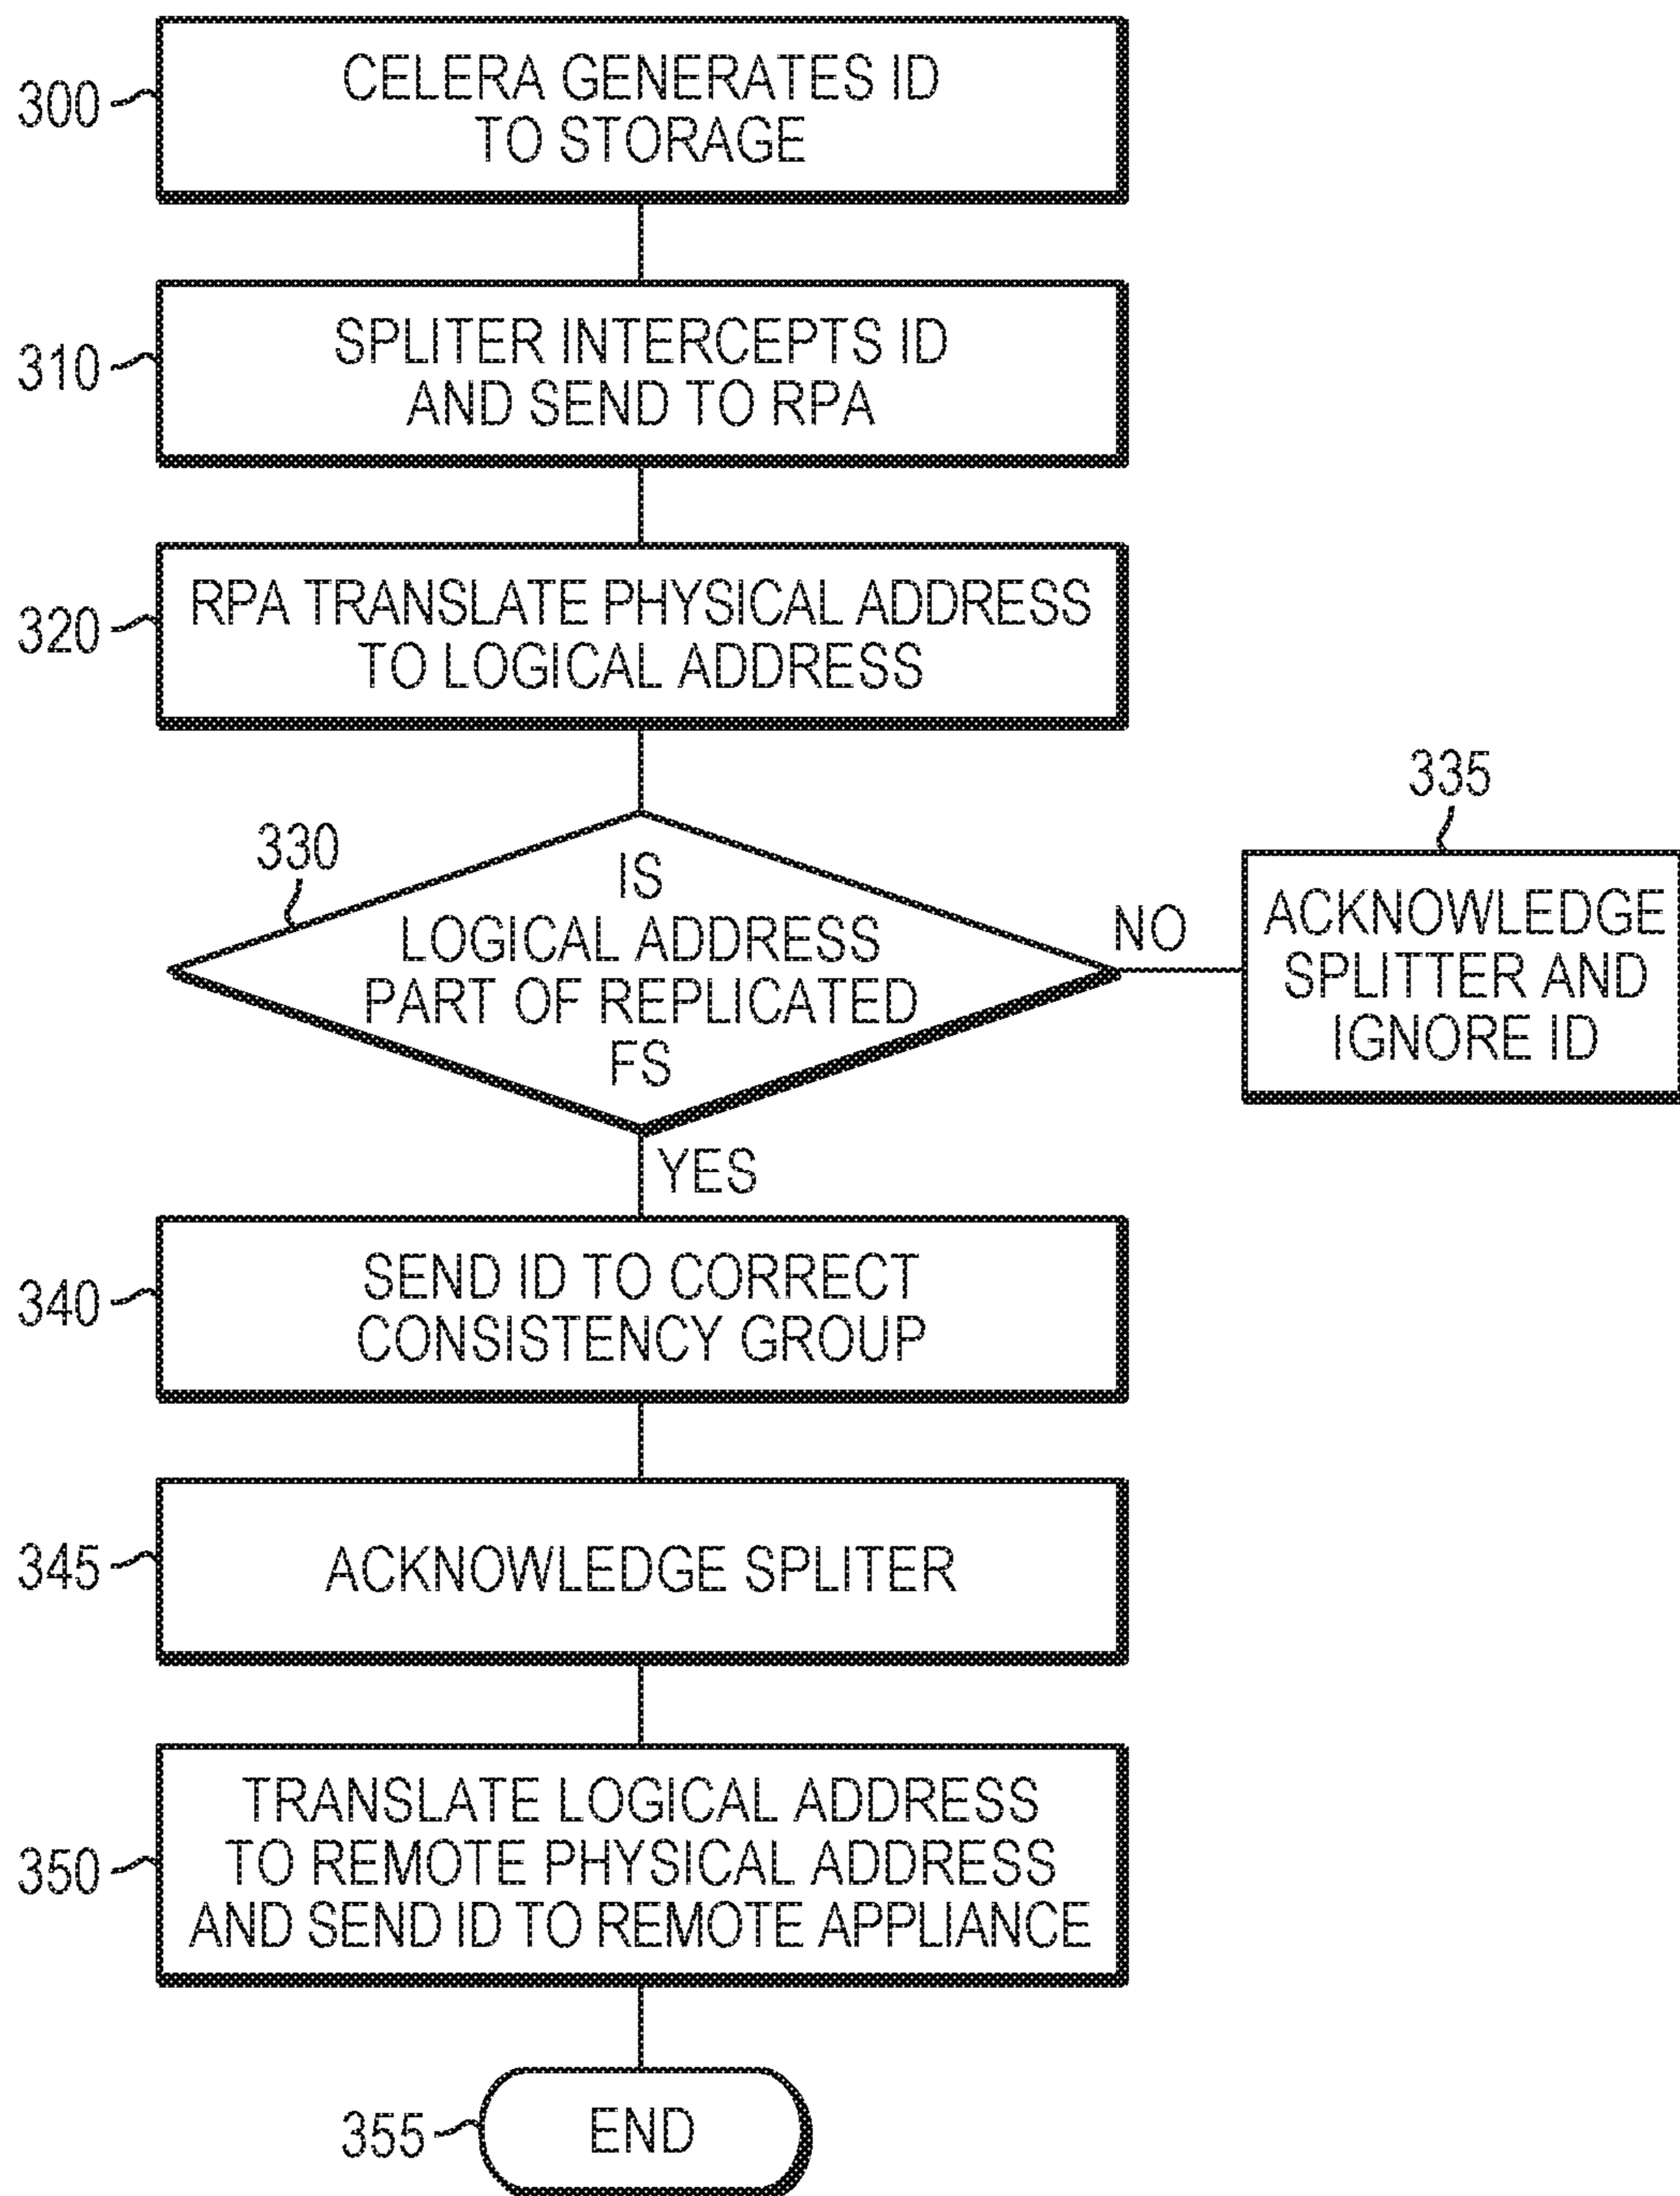 300
CELERA GENERATES ID
TO STORAGE
310
SPLITER INTERCEPTS ID
AND SEND TO RPA
320
RPA TRANSLATE PHYSICAL ADDRESS
TO LOGICAL ADDRESS
330
IS
LOGICAL ADDRESS
PART OF REPLICATED
FS
NO
335
ACKNOWLEDGE
SPLITTER AND
IGNORE ID
YES
340
SEND ID TO CORRECT
CONSISTENCY GROUP
345
ACKNOWLEDGE SPLITER
350
TRANSLATE LOGICAL ADDRESS
TO REMOTE PHYSICAL ADDRESS
AND SEND ID TO REMOTE APPLIANCE
355
END